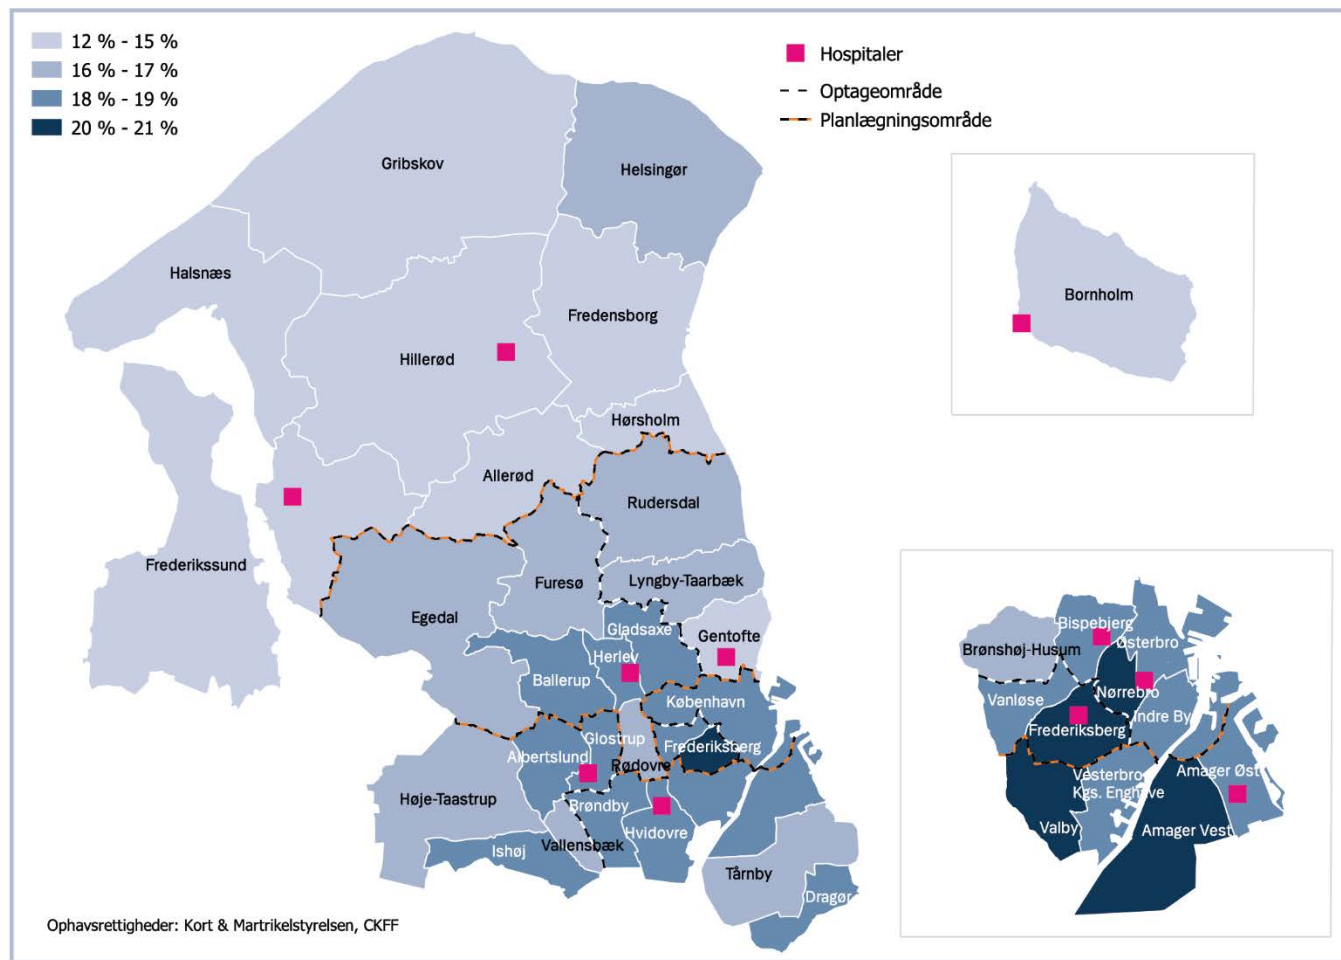 12 % - 15 %
16 % - 17 %
18 % - 19 %
20 % - 21 %
Hospitaler
Optageområde
Planlægningsområde
Gribskov
Helsingør
Halsnæs
Fredensborg
Hillerød
Hørsholm
Allerød
Rudersdal
Frederikssund
Furesø
Lyngby-Taarbæk
Egedal
Gladsaxe
Gentofte
Herlev
Ballerup
København
Glostrup
Frederiksberg
Albertslund
Rødovre
Høje-Taastrup
Brøndby
Hvidovre
Vallensbæk
Ishøj
Tårnby
Dragør
Bornholm
Bispebjerg
Østerbro
Brønshøj-Husum
Nørrebro
Vanløse
Indre By
Frederiksberg
Vesterbro
Kgs. Enghave
Amager Øst
Valby
Amager Vest
Ophavsrettigheder: Kort & Martrikelstyrelsen, CKFF